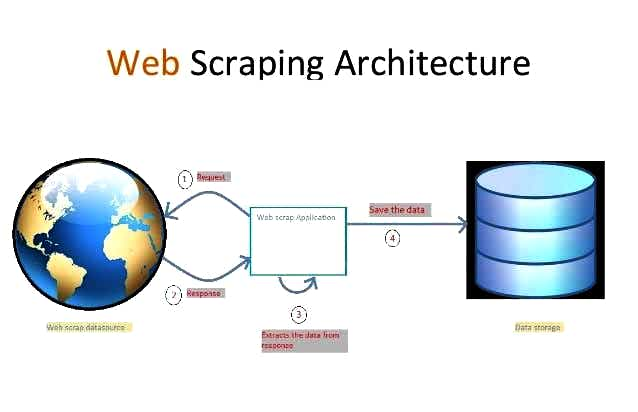 Web Scraping Architecture
1 Request
Web scrap Application
Save the data
4
2 Response
3
Web scrap datasource
Extracts the data from
response
Data storage